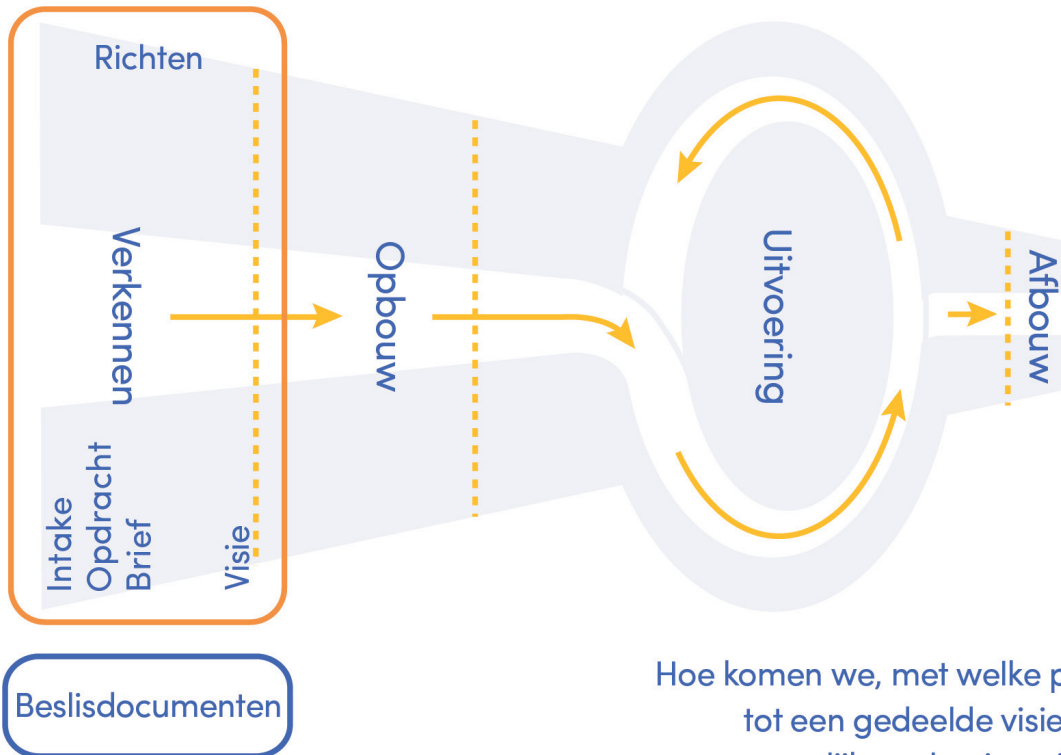 Richten
Verkennen
Opbouw
Uitvoering
Afbouw
Intake
Opdracht
Brief
Visie
Beslisdocumenten
Hoe komen we, met welke
tot een gedeelde visie